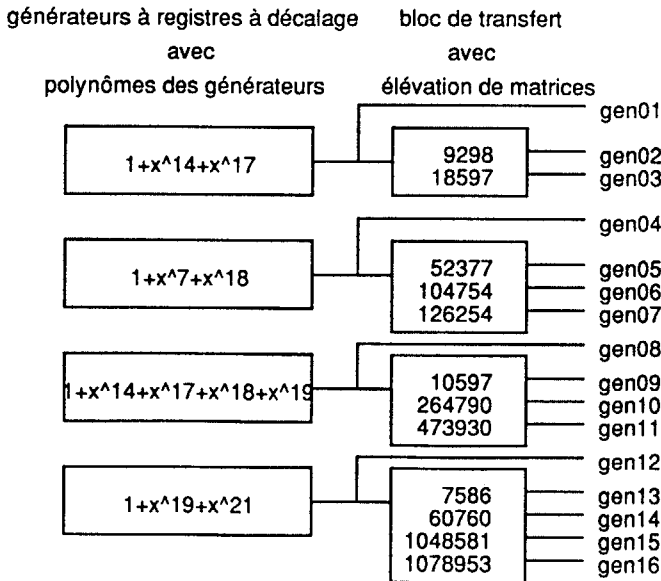 générateurs à registres à décalage
avec
polynômes des générateurs
bloc de transfert
avec
élévation de matrices
gen01
1+x^14+x^17
9298
18597
gen02
gen03
gen04
1+x^7+x^18
52377
104754
126254
gen05
gen06
gen07
gen08
1+x^14+x^17+x^18+x^19
10597
264790
473930
gen09
gen10
gen11
gen12
1+x^19+x^21
7586
60760
1048581
1078953
gen13
gen14
gen15
gen16